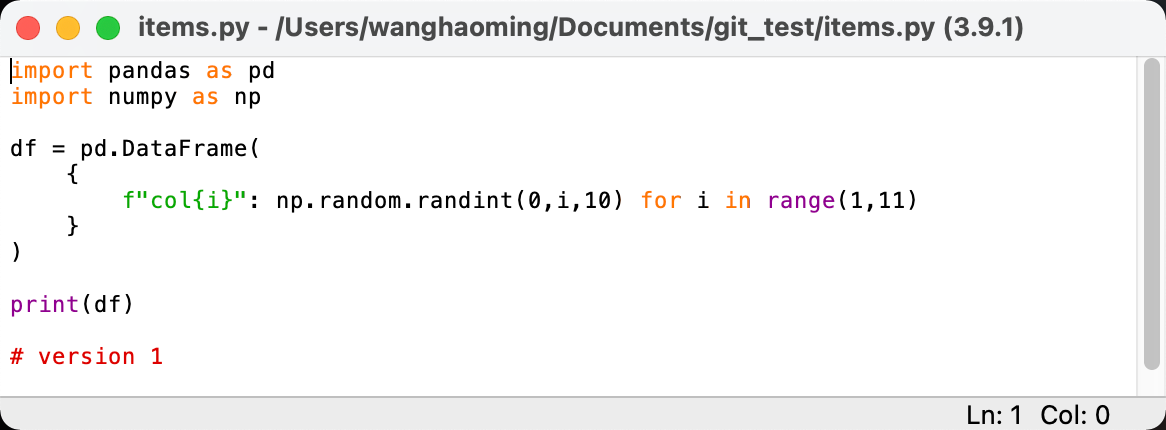 items.py - /Users/wanghaoming/Documents/git_test/items.py (3.9.1)
import pandas as pd
import numpy as np

df = pd.DataFrame(
    {
        f"col{i}": np.random.randint(0,i,10) for i in range(1,11)
    }
)

print(df)

# version 1
Ln: 1 Col: 0